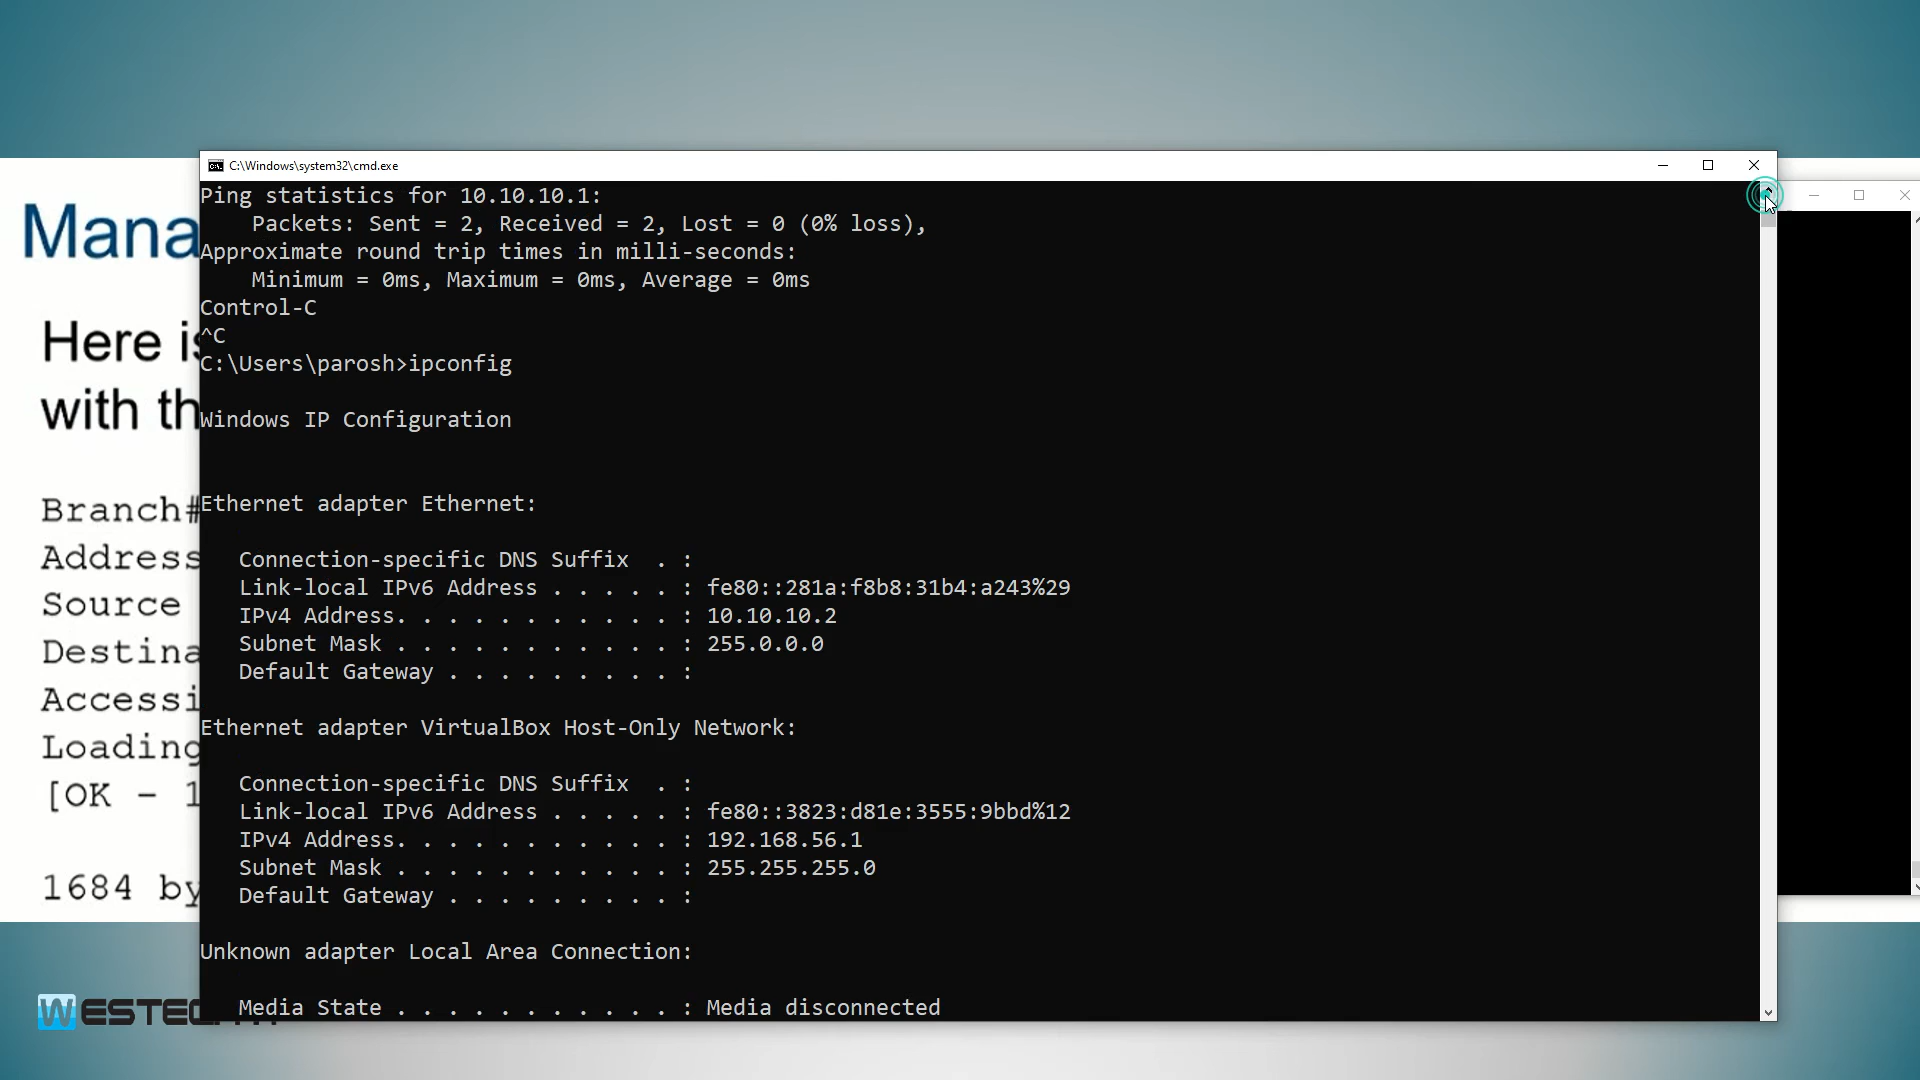 C:\Windows\system32\cmd.exe
Ping statistics for 10.10.10.1:
    Packets: Sent = 2, Received = 2, Lost = 0 (0% loss),
Approximate round trip times in milli-seconds:
    Minimum = 0ms, Maximum = 0ms, Average = 0ms
Control-C
^C
C:\Users\parosh>ipconfig
Windows IP Configuration
Ethernet adapter Ethernet:
   Connection-specific DNS Suffix  . :
   Link-local IPv6 Address . . . . . : fe80::281a:f8b8:31b4:a243%29
   IPv4 Address. . . . . . . . . . . : 10.10.10.2
   Subnet Mask . . . . . . . . . . . : 255.0.0.0
   Default Gateway . . . . . . . . . :
Ethernet adapter VirtualBox Host-Only Network:
   Connection-specific DNS Suffix  . :
   Link-local IPv6 Address . . . . . : fe80::3823:d81e:3555:9bbd%12
   IPv4 Address. . . . . . . . . . . : 192.168.56.1
   Subnet Mask . . . . . . . . . . . : 255.255.255.0
   Default Gateway . . . . . . . . . :
Unknown adapter Local Area Connection:
   Media State . . . . . . . . . . . : Media disconnected
Mana
Here is
with th
Branch#
Address
Source
Destina
Accessi
Loading
[OK - 1
1684 by